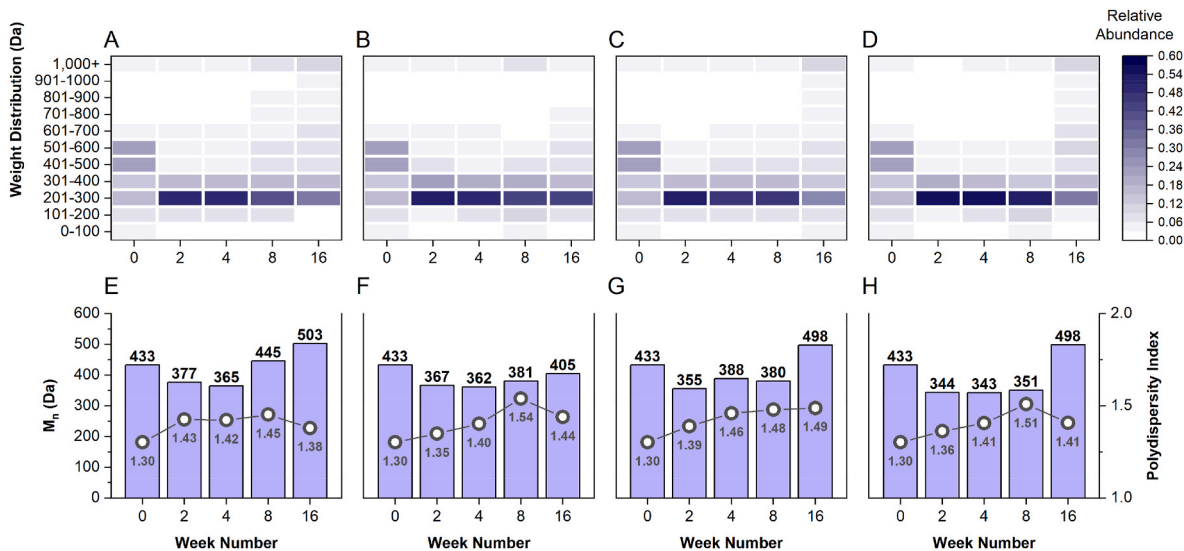 Relative
Abundance
A B C D
Weight Distribution (Da)
1,000+
901-1000
801-900
701-800
601-700
501-600
401-500
301-400
201-300
101-200
0-100
0.60
0.54
0.48
0.42
0.36
0.30
0.24
0.18
0.12
0.06
0.00
0 2 4 8 16 0 2 4 8 16 0 2 4 8 16 0 2 4 8 16
E F G H
Mn (Da)
600
500
400
300
200
100
0
433 377 365 445 503
1.30 1.43 1.42 1.45 1.38
433 367 362 381 405
1.30 1.35 1.40 1.54 1.44
433 355 388 380 498
1.30 1.39 1.46 1.48 1.49
433 344 343 351 498
1.30 1.36 1.41 1.51 1.41
2.0
1.5
1.0
Polydispersity Index
0 2 4 8 16 0 2 4 8 16 0 2 4 8 16 0 2 4 8 16
Week Number Week Number Week Number Week Number